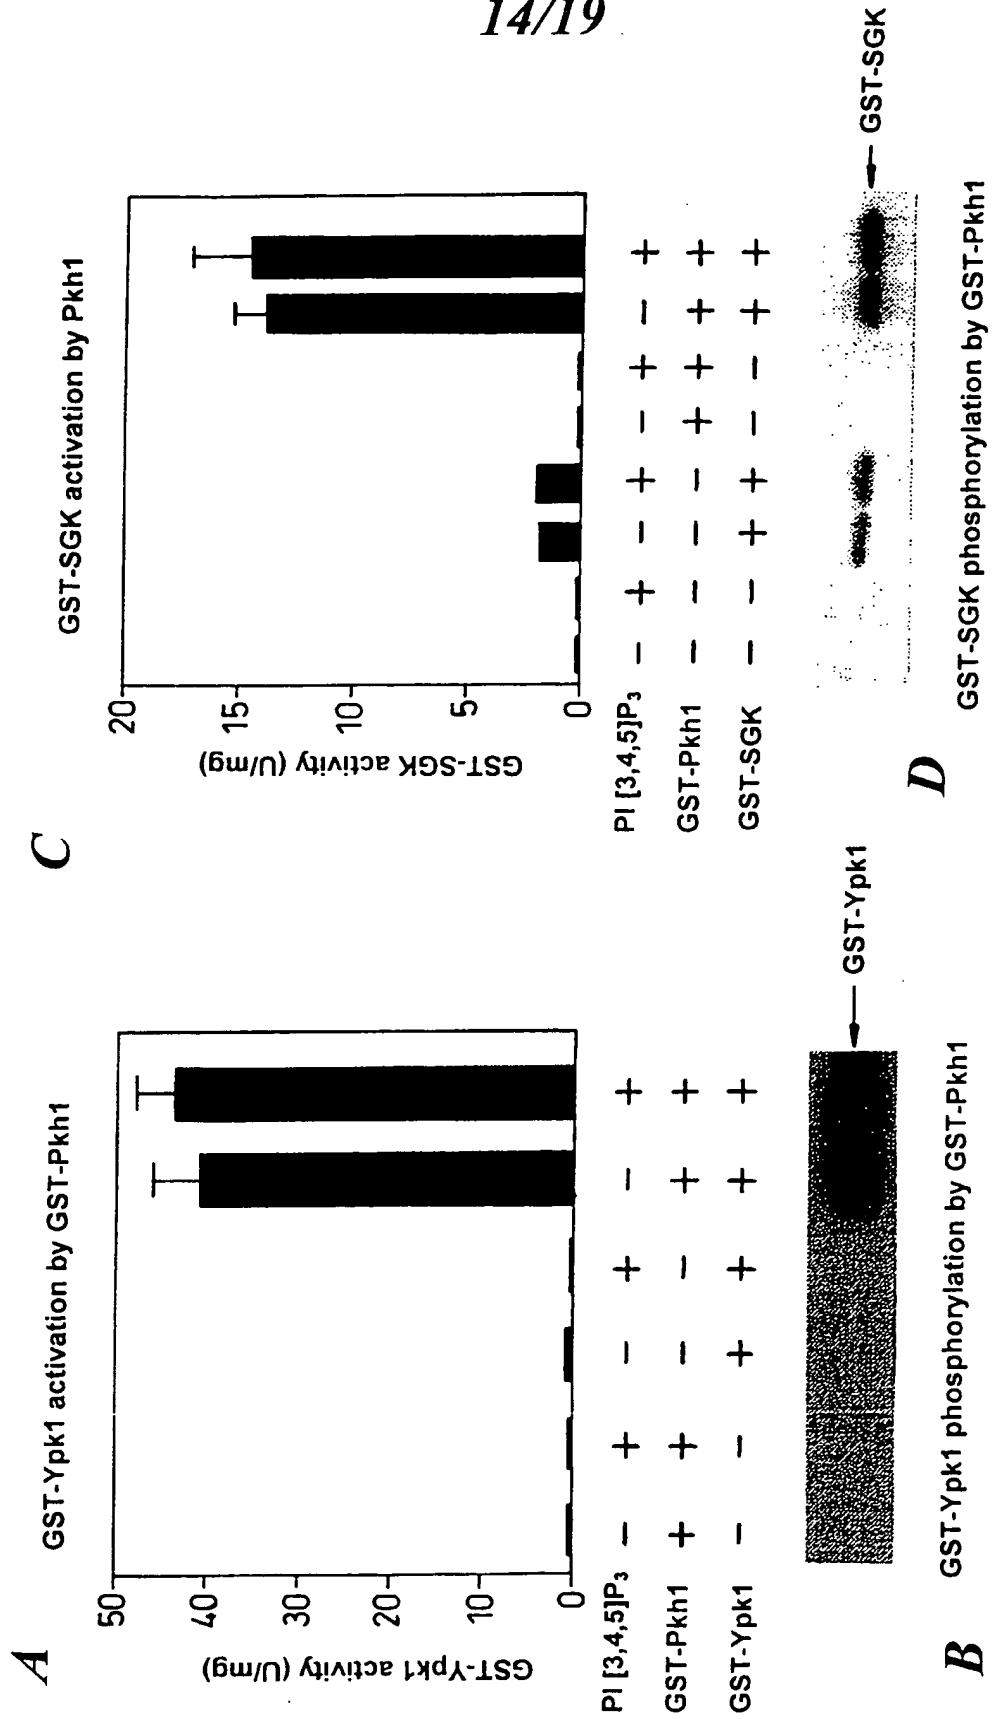 14/19
A
GST-Ypk1 activation by GST-Pkh1
GST-Ypk1 activity (U/mg)
50
40
30
20
10
0
PI [3,4,5]P3 − + − + − +
GST-Pkh1 + + − − + +
GST-Ypk1 − − + + + +
B
GST-Ypk1
GST-Ypk1 phosphorylation by GST-Pkh1
C
GST-SGK activation by Pkh1
GST-SGK activity (U/mg)
20
15
10
5
0
PI [3,4,5]P3 − + − + − + − +
GST-Pkh1 − − − − + + + +
GST-SGK − − + + − − + +
D
GST-SGK
GST-SGK phosphorylation by GST-Pkh1